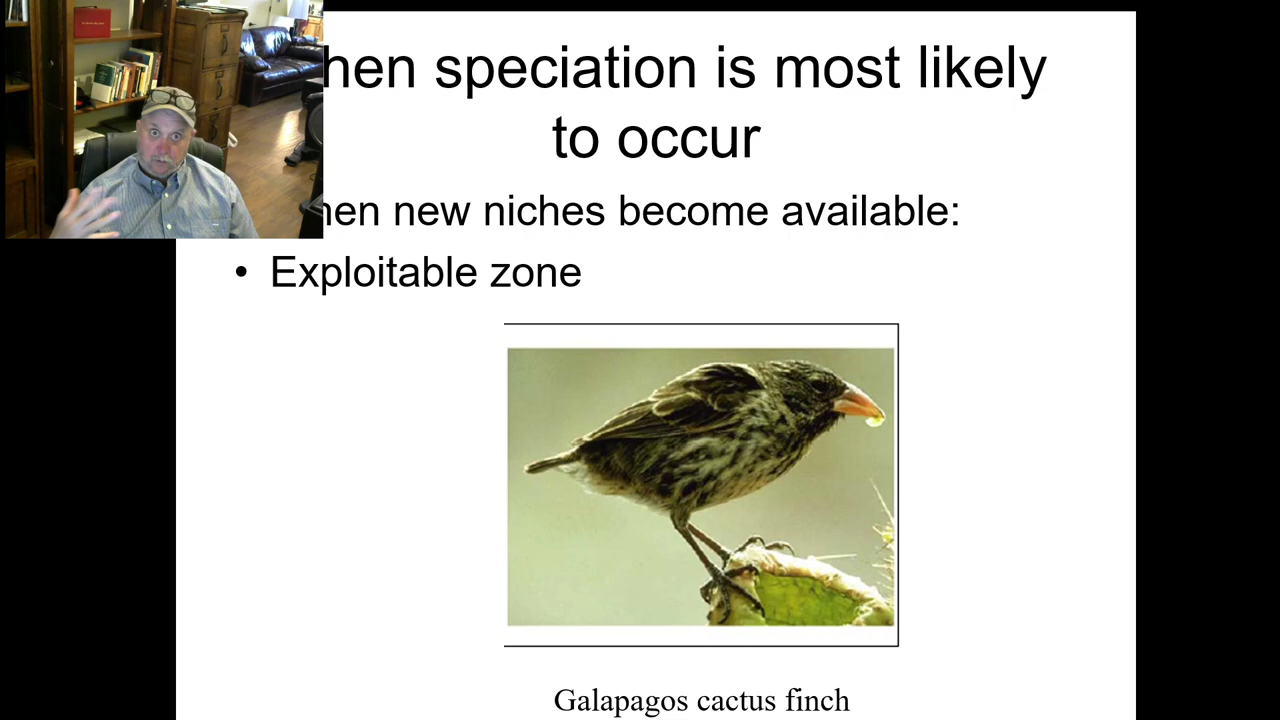 hen speciation is most likely
to occur
hen new niches become available:
• Exploitable zone
Galapagos cactus finch